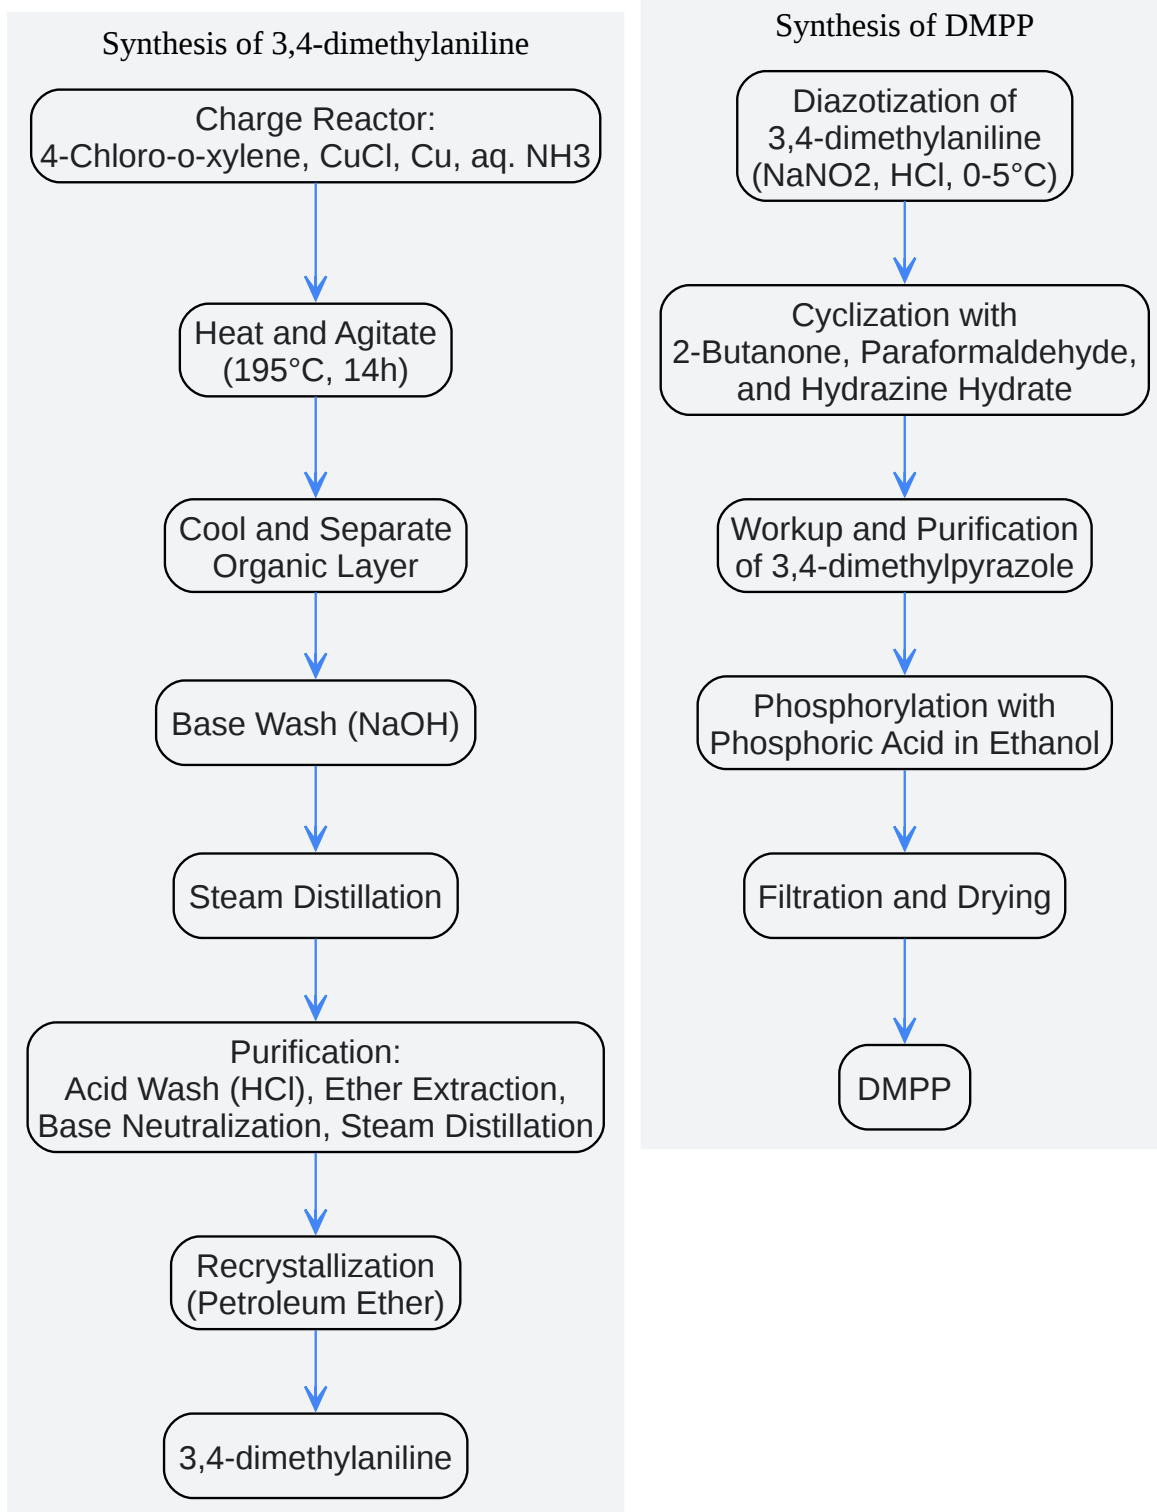 Synthesis of 3,4-dimethylaniline
Charge Reactor:
4-Chloro-o-xylene, CuCl, Cu, aq. NH3
Heat and Agitate
(195°C, 14h)
Cool and Separate
Organic Layer
Base Wash (NaOH)
Steam Distillation
Purification:
Acid Wash (HCl), Ether Extraction,
Base Neutralization, Steam Distillation
Recrystallization
(Petroleum Ether)
3,4-dimethylaniline
Synthesis of DMPP
Diazotization of
3,4-dimethylaniline
(NaNO2, HCl, 0-5°C)
Cyclization with
2-Butanone, Paraformaldehyde,
and Hydrazine Hydrate
Workup and Purification
of 3,4-dimethylpyrazole
Phosphorylation with
Phosphoric Acid in Ethanol
Filtration and Drying
DMPP